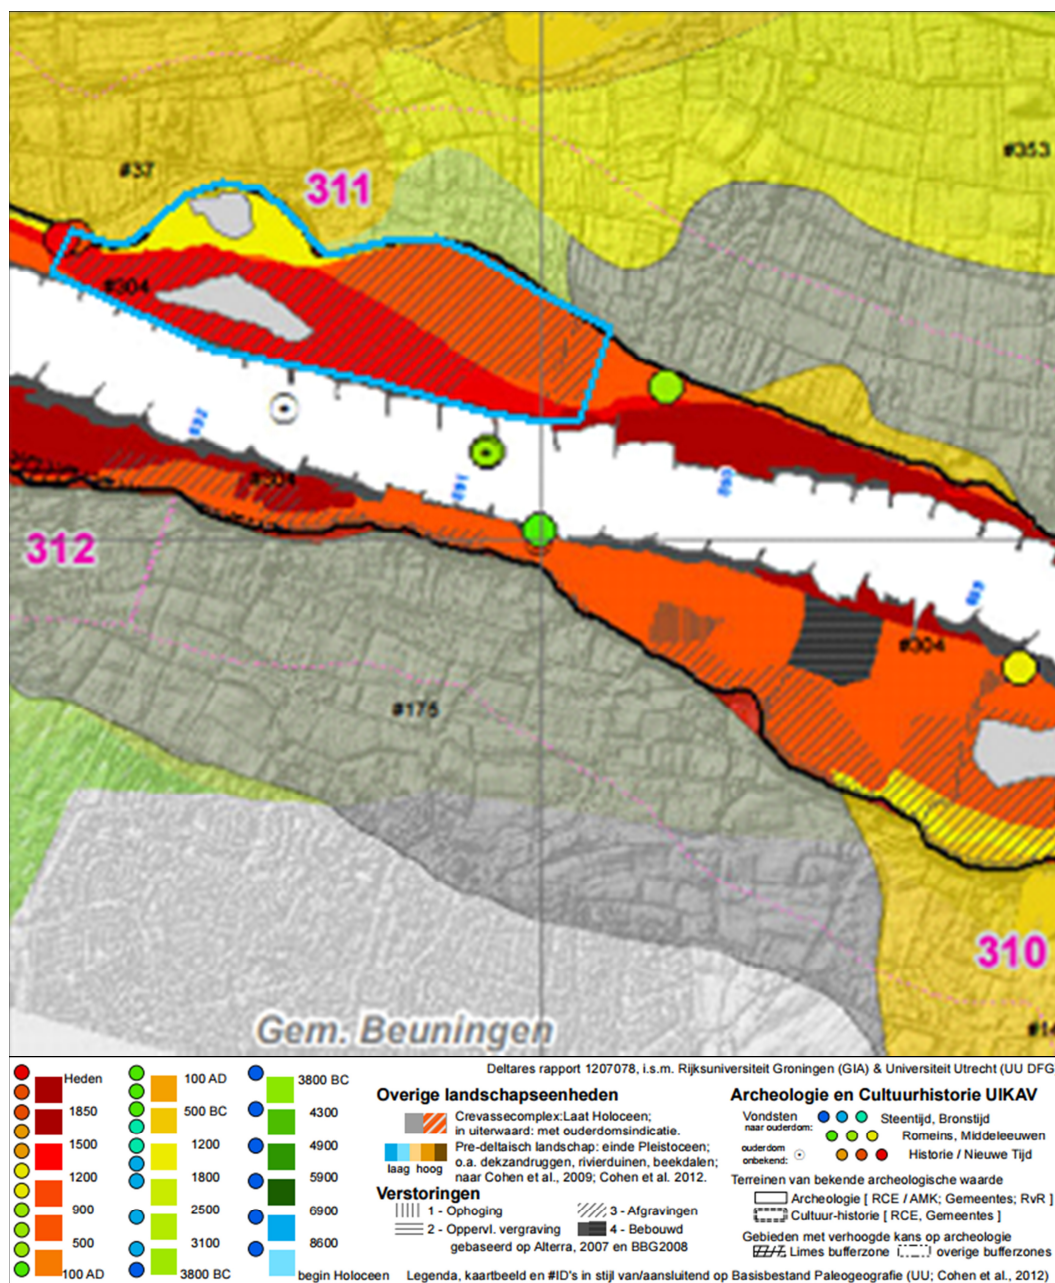 #353
#37
311
#304
268
162
#304
692
312
#304
#175
310
Gem. Beuningen
Deltares rapport 1207078, i.s.m. Rijksuniversiteit Groningen (GIA) & Universiteit Utrecht (UU DFG
Heden
1850
1500
1200
900
500
100 AD
100 AD
500 BC
1200
1800
2500
3100
3800 BC
3800 BC
4300
4900
5900
6900
8600
begin Holoceen
Overige landschapseenheden
Crevassecomplex:Laat Holoceen;
in uiterwaard: met ouderdomsindicatie.
Pre-deltaisch landschap: einde Pleistoceen;
o.a. dekzandruggen, rivierduinen, beekdalen;
naar Cohen et al., 2009; Cohen et al. 2012.
laag hoog
Verstoringen
1 - Ophoging
3 - Afgravingen
2 - Oppervl. vergraving
4 - Bebouwd
gebaseerd op Alterra, 2007 en BBG2008
Archeologie en Cultuurhistorie UIKAV
Vondsten
naar ouderdom:
Steentijd, Bronstijd
Romeins, Middeleeuwen
ouderdom
onbekend:
Historie / Nieuwe Tijd
Terreinen van bekende archeologische waarde
Archeologie [ RCE / AMK; Gemeentes; RvR ]
Cultuur-historie [ RCE, Gemeentes ]
Gebieden met verhoogde kans op archeologie
Limes bufferzone
overige bufferzones
Legenda, kaartbeeld en #ID's in stijl van/aansluitend op Basisbestand Paleogeografie (UU; Cohen et al., 2012)